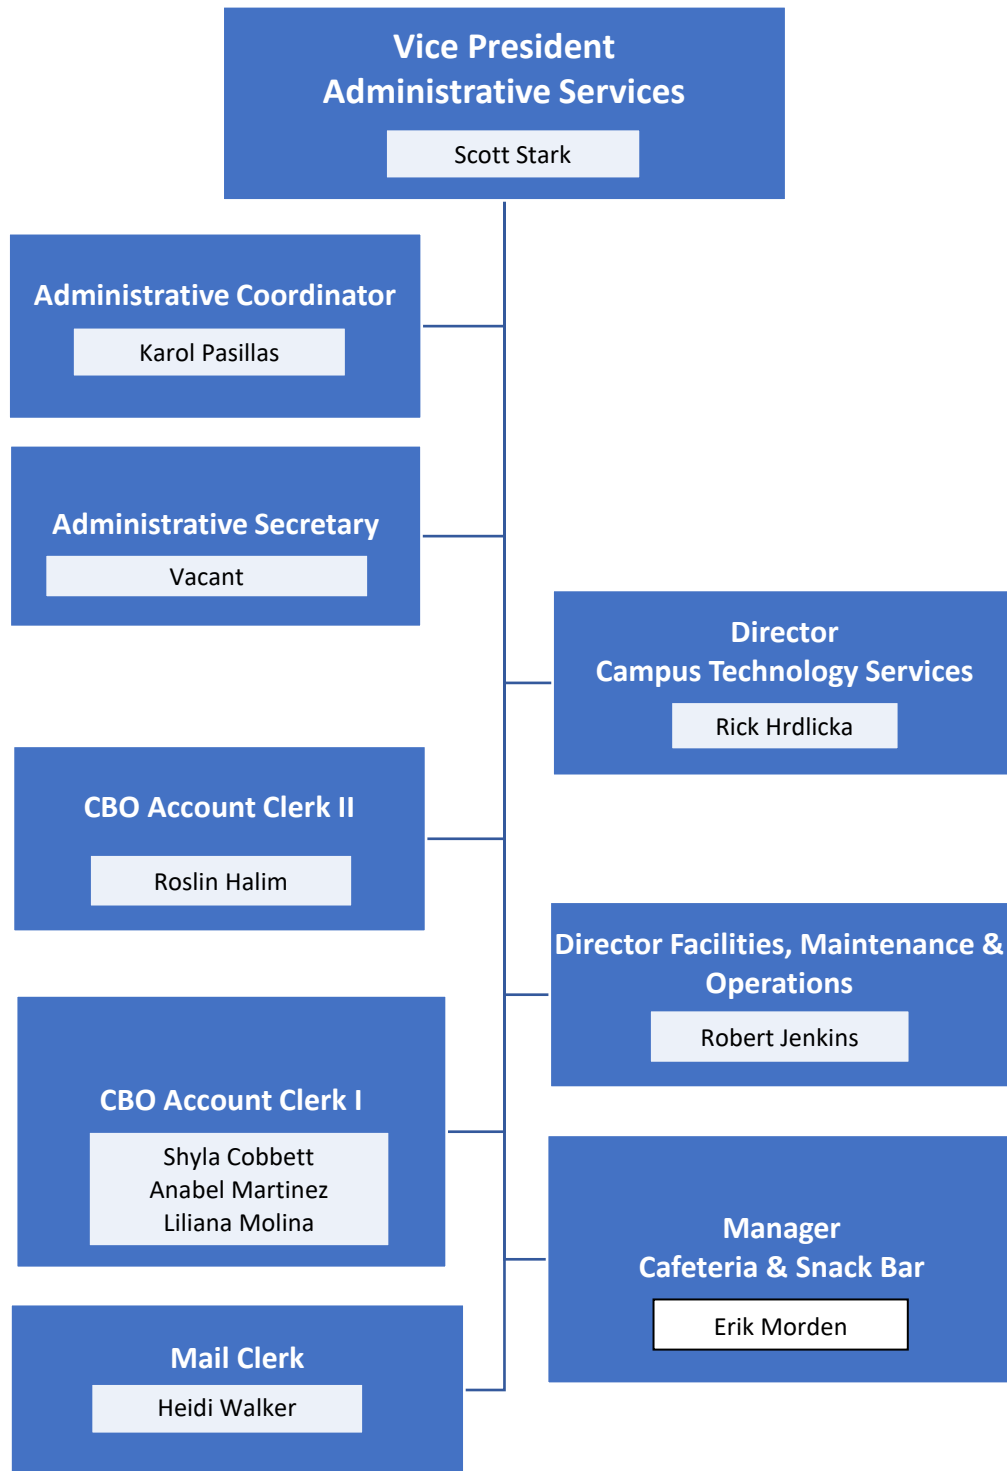 Vice President
Administrative Services
Scott Stark
Administrative Coordinator
Karol Pasillas
Administrative Secretary
Vacant
Director
Campus Technology Services
Rick Hrdlicka
CBO Account Clerk II
Roslin Halim
Director Facilities, Maintenance &
Operations
Robert Jenkins
CBO Account Clerk I
Shyla Cobbett
Anabel Martinez
Liliana Molina
Manager
Cafeteria & Snack Bar
Erik Morden
Mail Clerk
Heidi Walker